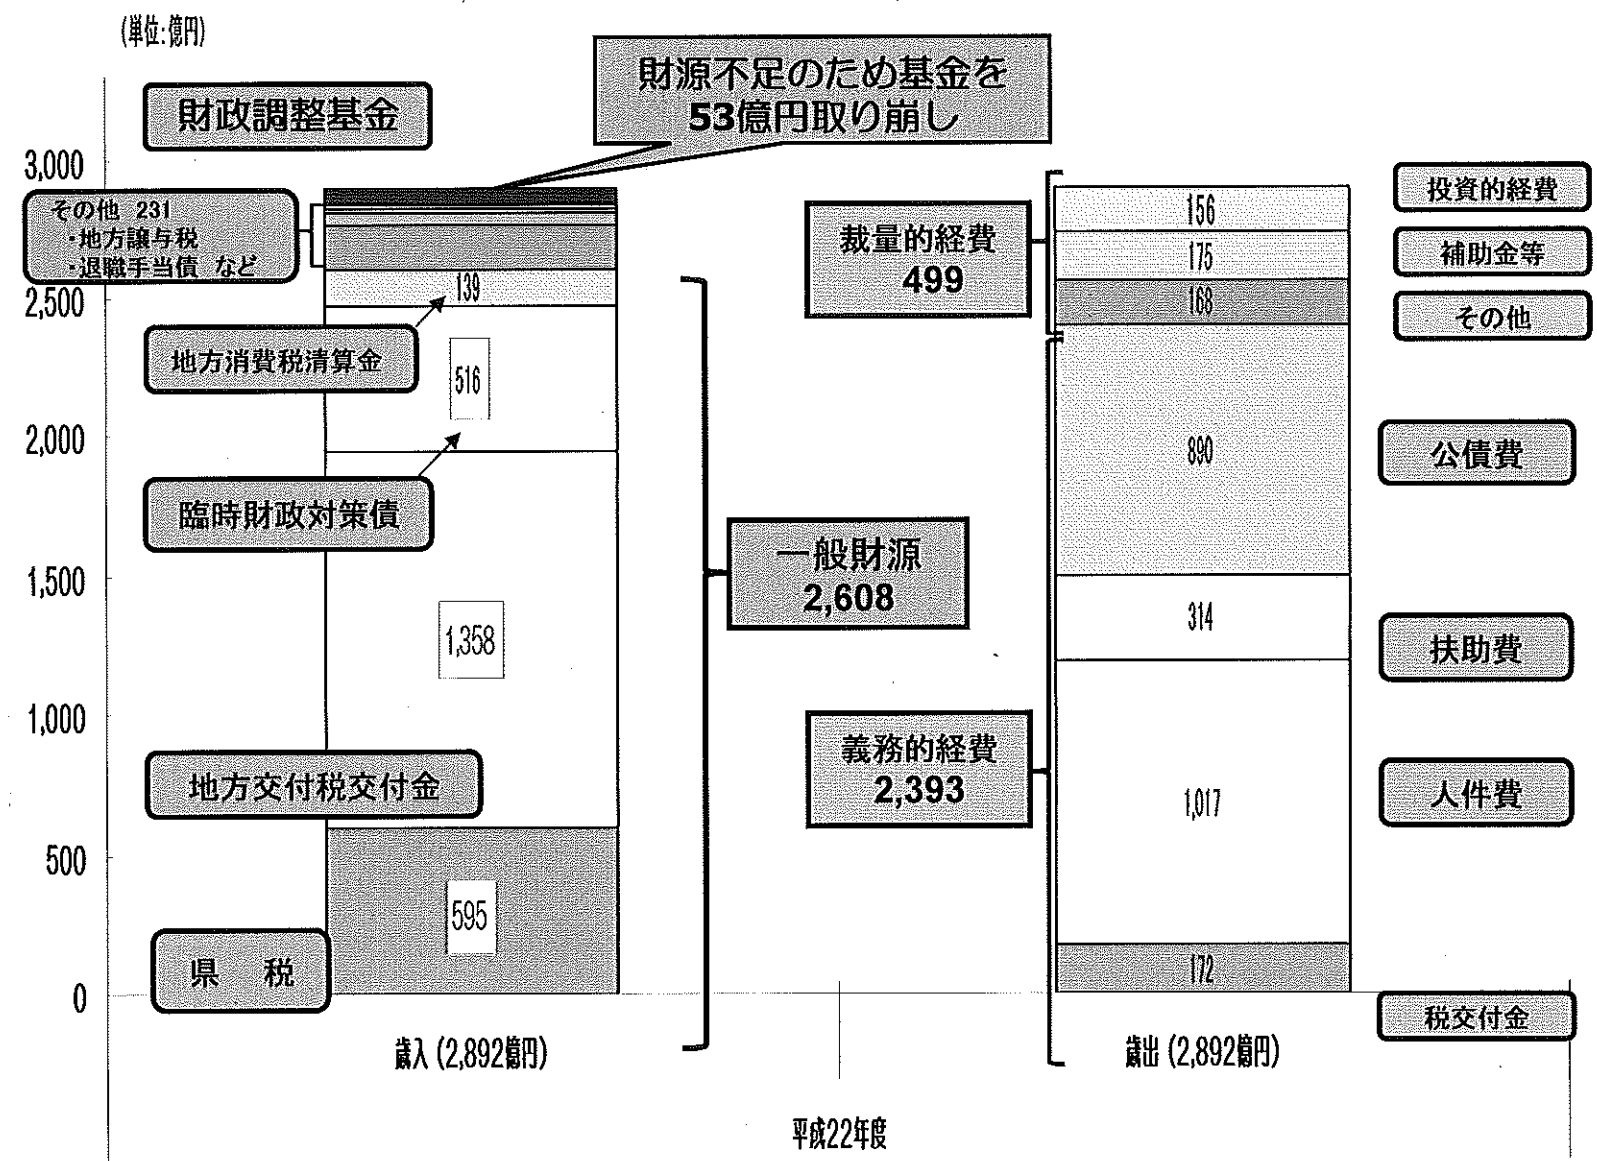 (単位:億円)
財政調整基金
財源不足のため基金を
53億円取り崩し
3,000
2,500
2,000
1,500
1,000
500
0
その他 231
・地方譲与税
・退職手当債 など
139
地方消費税清算金
516
臨時財政対策債
1,358
地方交付税交付金
595
県 税
歳入 (2,892億円)
一般財源
2,608
裁量的経費
499
義務的経費
2,393
156
175
168
890
314
1,017
172
歳出 (2,892億円)
投資的経費
補助金等
その他
公債費
扶助費
人件費
税交付金
平成22年度